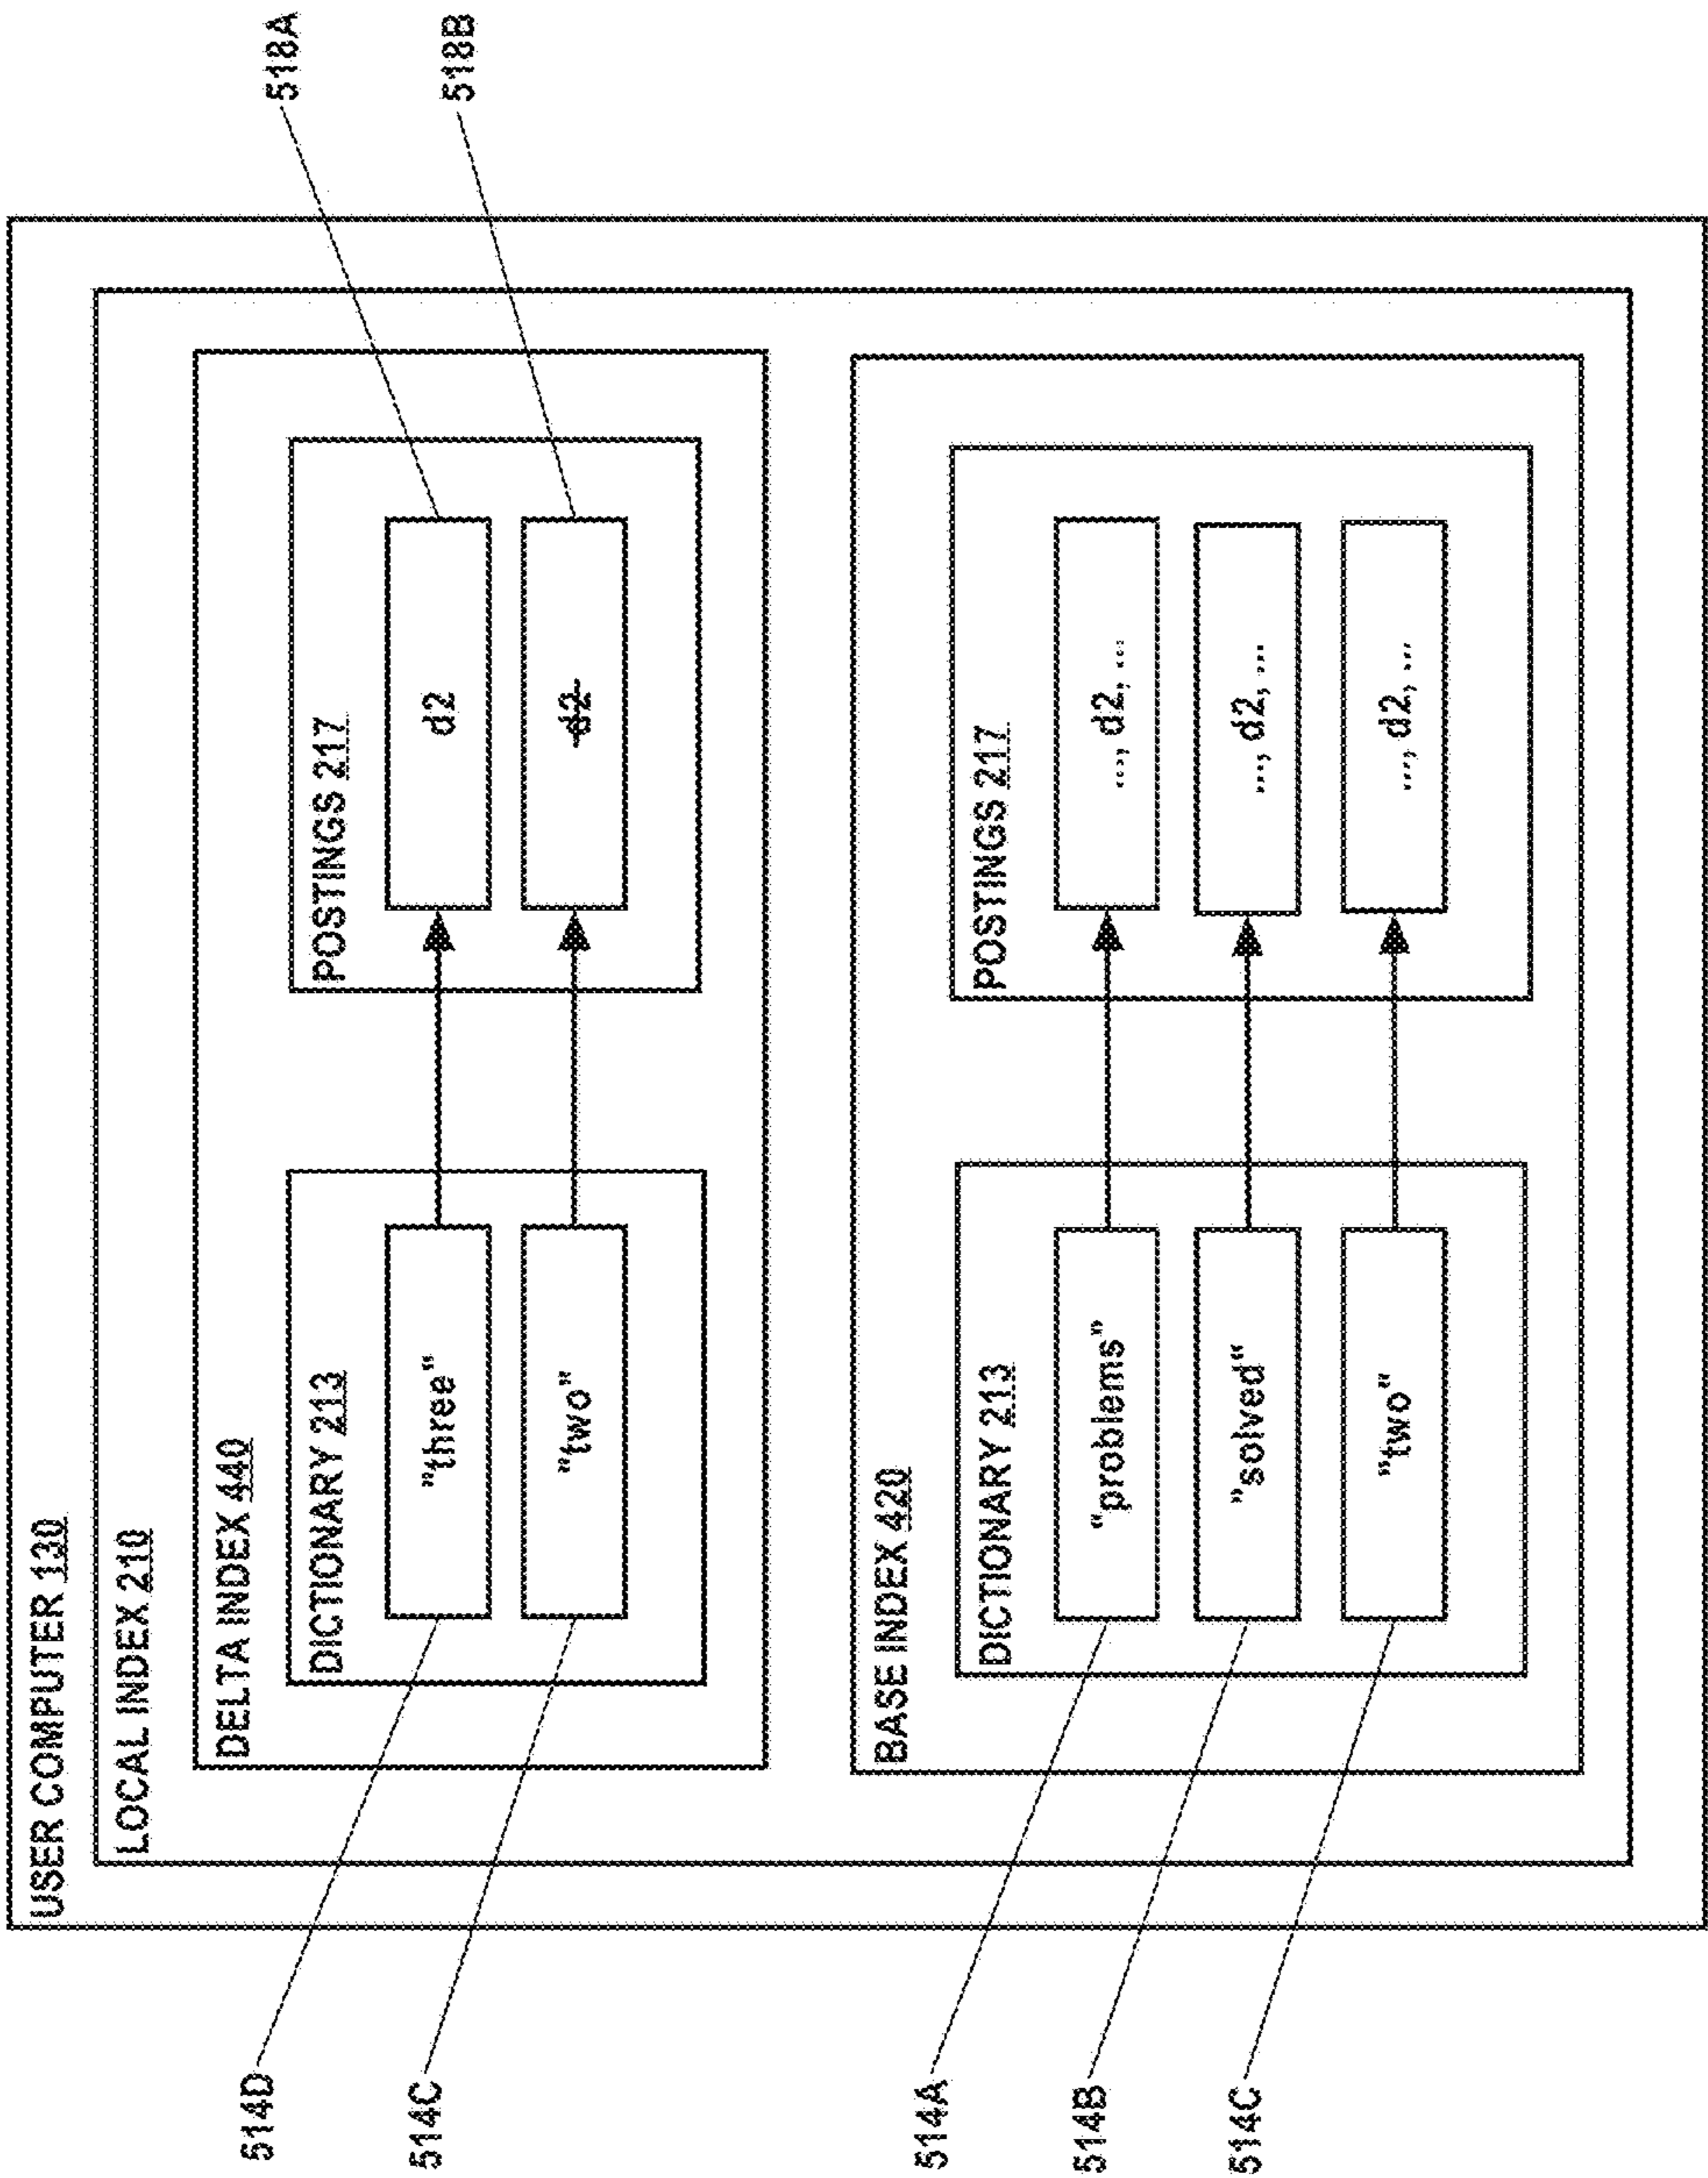 USER COMPUTER 130
LOCAL INDEX 210
DELTA INDEX 440
DICTIONARY 213
POSTINGS 217
514D
"three"
d2
518A
514C
"two"
d2
518B
BASE INDEX 420
DICTIONARY 213
POSTINGS 217
514A
"problems"
..., d2, ...
514B
"solved"
..., d2, ...
514C
"two"
..., d2, ...